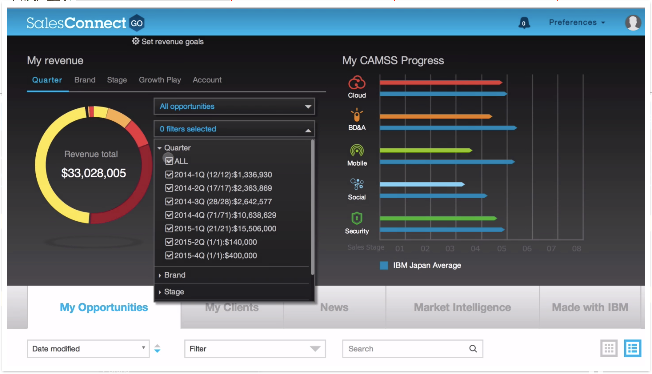 SalesConnect GO
0
Preferences
Set revenue goals
My revenue
Quarter Brand Stage Growth Play Account
All opportunities
0 filters selected
Quarter
ALL
2014-1Q (12/12):$1,336,930
2014-2Q (17/17):$2,363,869
2014-3Q (28/28):$2,642,577
2014-4Q (71/71):$10,638,629
2015-1Q (21/21):$15,506,000
2015-2Q (1/1):$140,000
2015-4Q (1/1):$400,000
Brand
Stage
Revenue total
$33,028,005
My CAMSS Progress
Cloud
BD&A
Mobile
Social
Security
Sales Stage 01 02 03 04 05 06 07 08
IBM Japan Average
My Opportunities My Clients News Market Intelligence Made with IBM
Date modified Filter Search